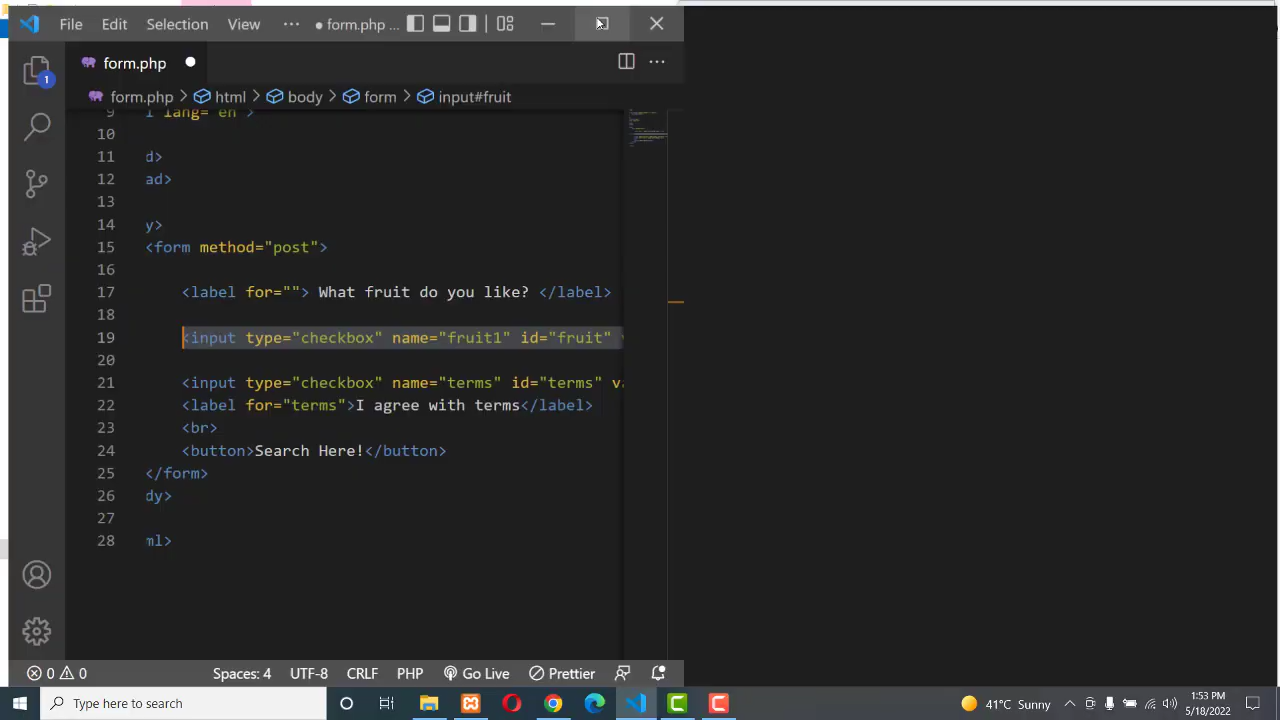 File Edit Selection View ··· ● form.php ...
form.php ●
form.php > html > body > form > input#fruit
1
9 lang= en >
10
11 d>
12 ad>
13
14 y>
15 <form method="post">
16
17 <label for=""> What fruit do you like? </label>
18
19 <input type="checkbox" name="fruit1" id="fruit"
20
21 <input type="checkbox" name="terms" id="terms" va
22 <label for="terms">I agree with terms</label>
23 <br>
24 <button>Search Here!</button>
25 </form>
26 dy>
27
28 ml>
0 0 Spaces: 4 UTF-8 CRLF PHP Go Live Prettier
Type here to search 41°C Sunny 1:53 PM
5/18/2022